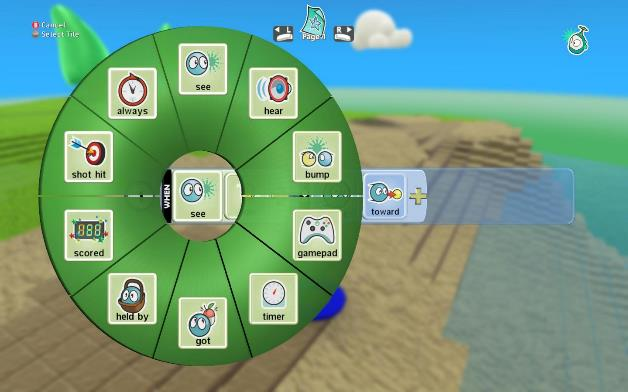 Cancel
Select Tile
L
Page 1
R
see
always
hear
shot hit
bump
WHEN
see
toward
scored
gamepad
held by
timer
got